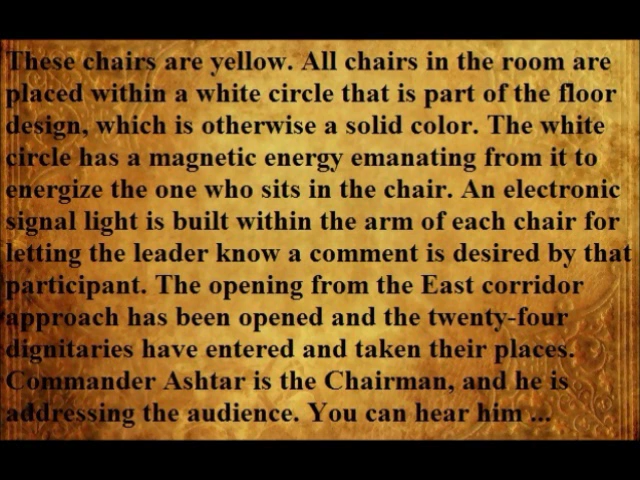 These chairs are yellow. All chairs in the room are
placed within a white circle that is part of the floor
design, which is otherwise a solid color. The white
circle has a magnetic energy emanating from it to
energize the one who sits in the chair. An electronic
signal light is built within the arm of each chair for
letting the leader know a comment is desired by that
participant. The opening from the East corridor
approach has been opened and the twenty-four
dignitaries have entered and taken their places.
Commander Ashtar is the Chairman, and he is
addressing the audience. You can hear him ...